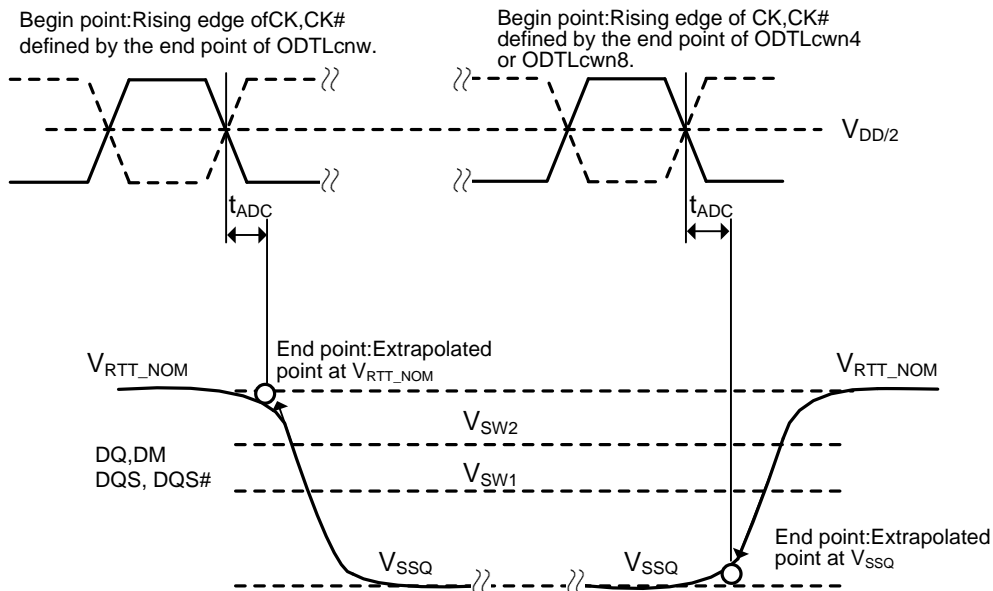 Begin point:Rising edge ofCK,CK#
defined by the end point of ODTLcnw.
Begin point:Rising edge of CK,CK#
defined by the end point of ODTLcwn4
or ODTLcwn8.
VDD/2
tADC
tADC
End point:Extrapolated
point at VRTT_NOM
VRTT_NOM
VRTT_NOM
VSW2
DQ,DM
DQS, DQS#
VSW1
End point:Extrapolated
point at VSSQ
VSSQ
VSSQ